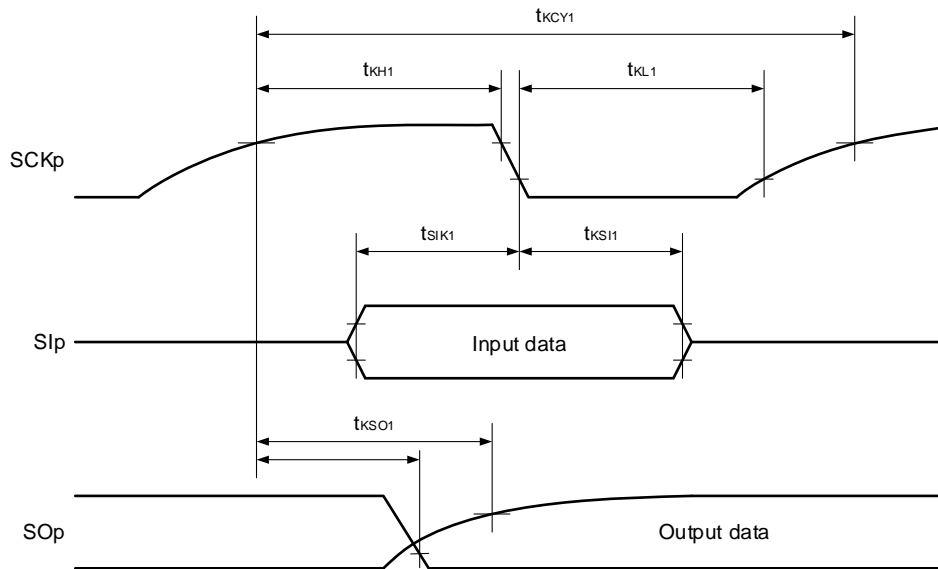 tKCY1
tKH1
tKL1
SCKp
tSIK1
tKSI1
SIp
Input data
tKSO1
SOp
Output data